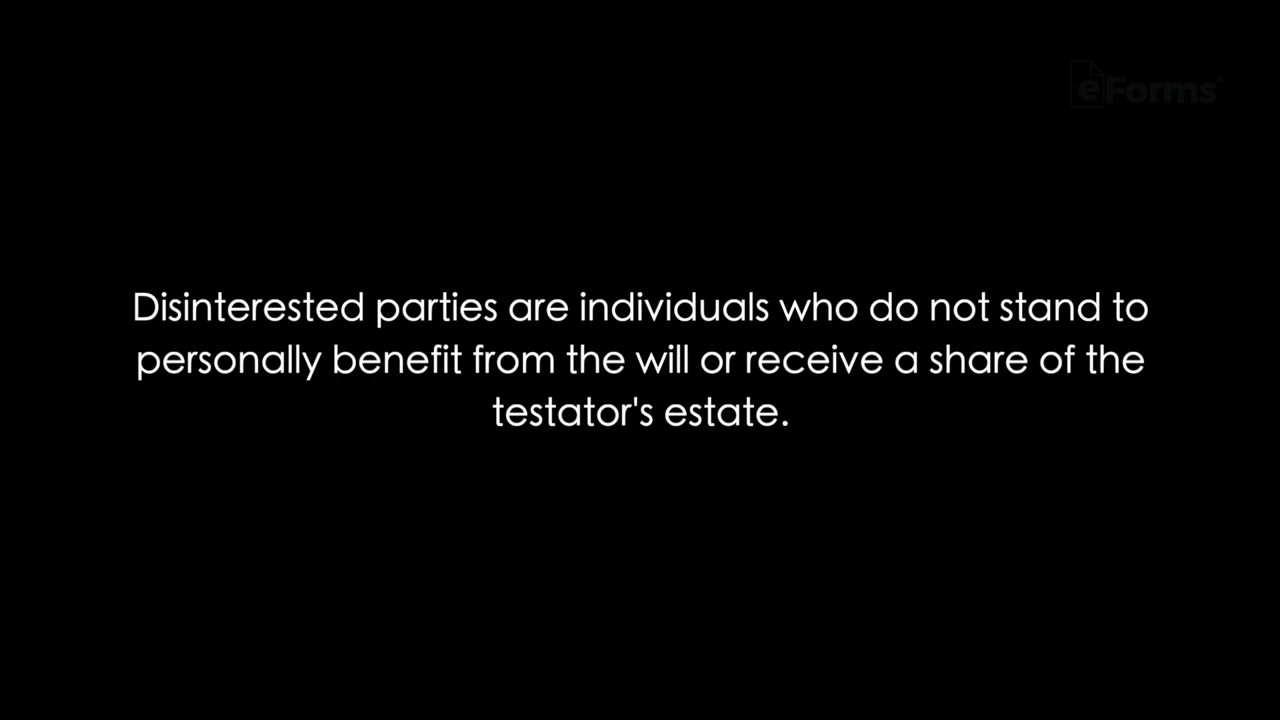 eForms®
Disinterested parties are individuals who do not stand to
personally benefit from the will or receive a share of the
testator's estate.